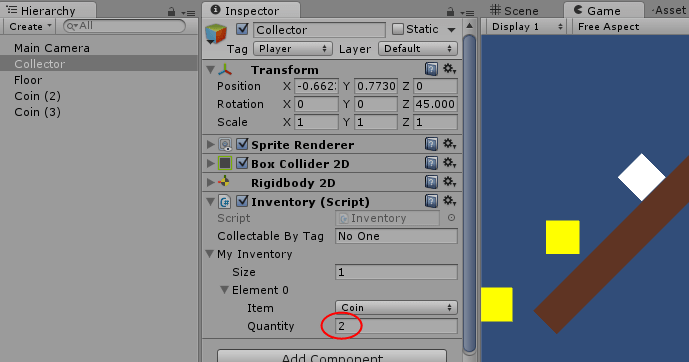 Hierarchy
Create All
Main Camera
Collector
Floor
Coin (2)
Coin (3)
Inspector
Collector Static
Tag Player Layer Default
Transform
Position X -0.662 Y 0.7730 Z 0
Rotation X 0 Y 0 Z 45.000
Scale X 1 Y 1 Z 1
Sprite Renderer
Box Collider 2D
Rigidbody 2D
Inventory (Script)
Script Inventory
Collectable By Tag No One
My Inventory
Size 1
Element 0
Item Coin
Quantity 2
Add Component
Scene Game Asset
Display 1 Free Aspect